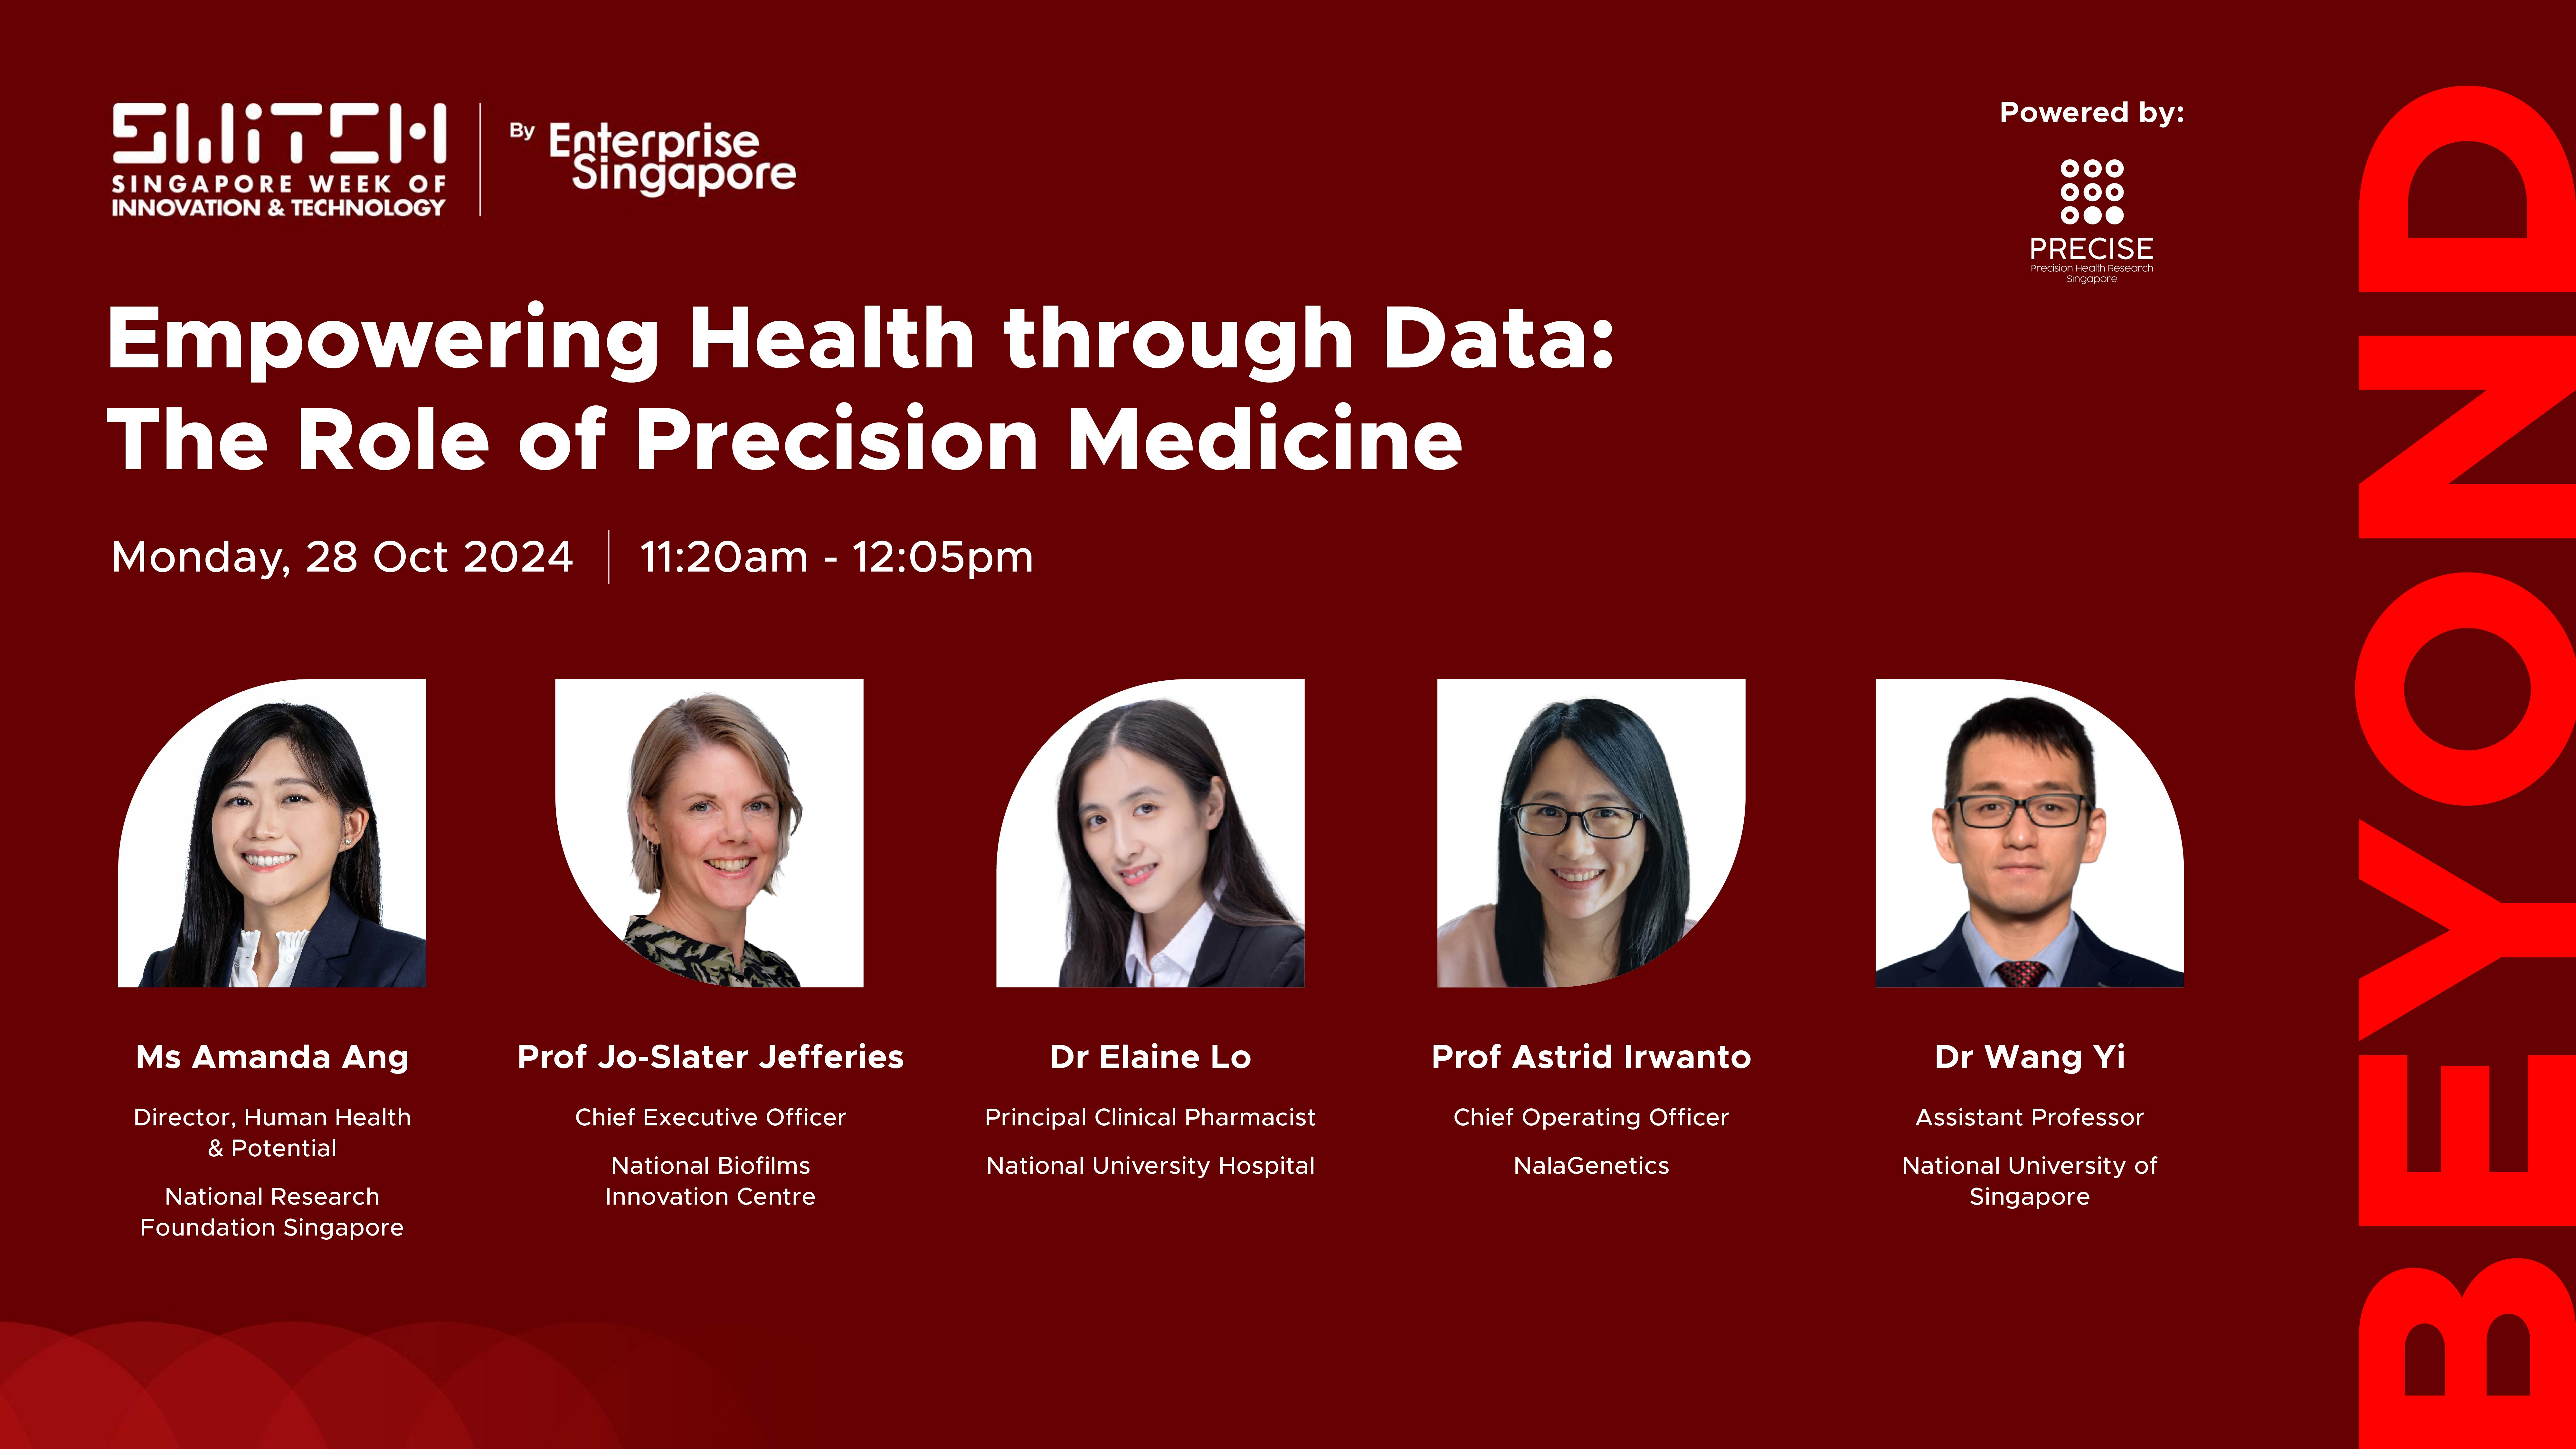 SWITCH
SINGAPORE WEEK OF
INNOVATION & TECHNOLOGY
By Enterprise
Singapore
Powered by:
PRECISE
Precision Health Research
Singapore
Empowering Health through Data:
The Role of Precision Medicine
Monday, 28 Oct 2024
11:20am - 12:05pm
Ms Amanda Ang
Director, Human Health
& Potential
National Research
Foundation Singapore
Prof Jo-Slater Jefferies
Chief Executive Officer
National Biofilms
Innovation Centre
Dr Elaine Lo
Principal Clinical Pharmacist
National University Hospital
Prof Astrid Irwanto
Chief Operating Officer
NalaGenetics
Dr Wang Yi
Assistant Professor
National University of
Singapore
BEYOND